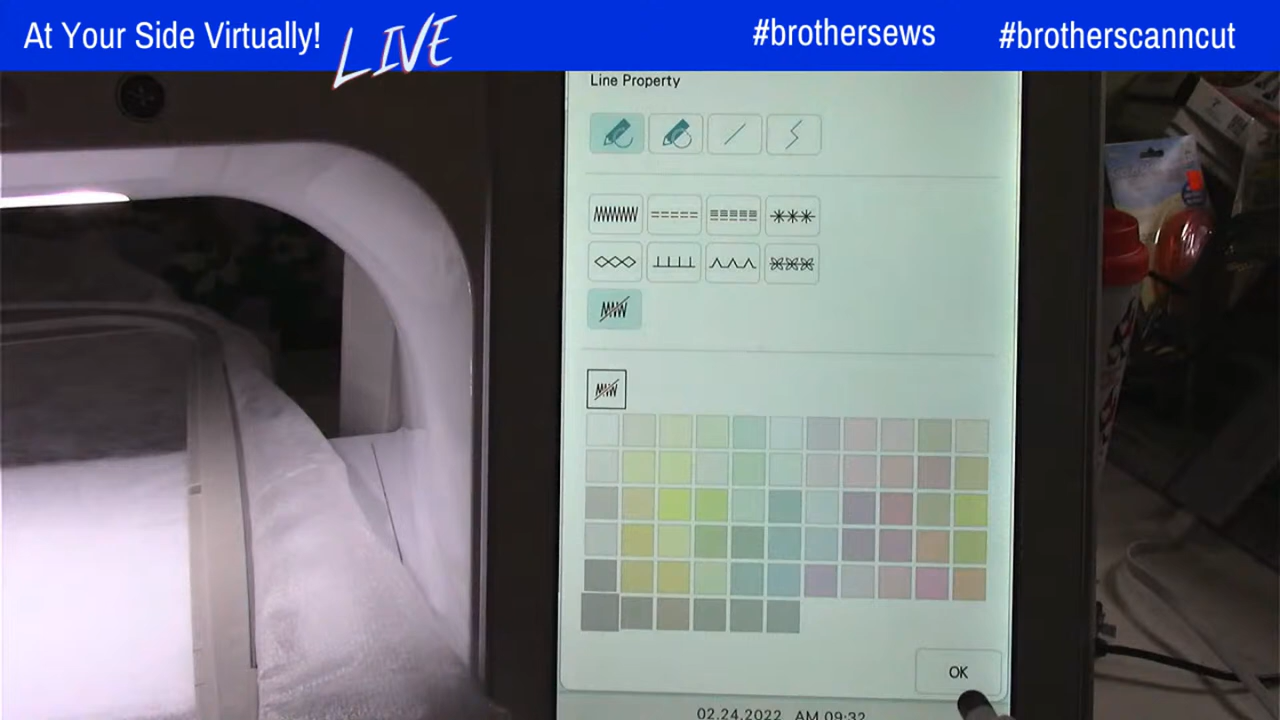 At Your Side Virtually! LIVE
#brothersews
#brotherscanncut
Line Property
OK
02.24.2022 AM 09:32